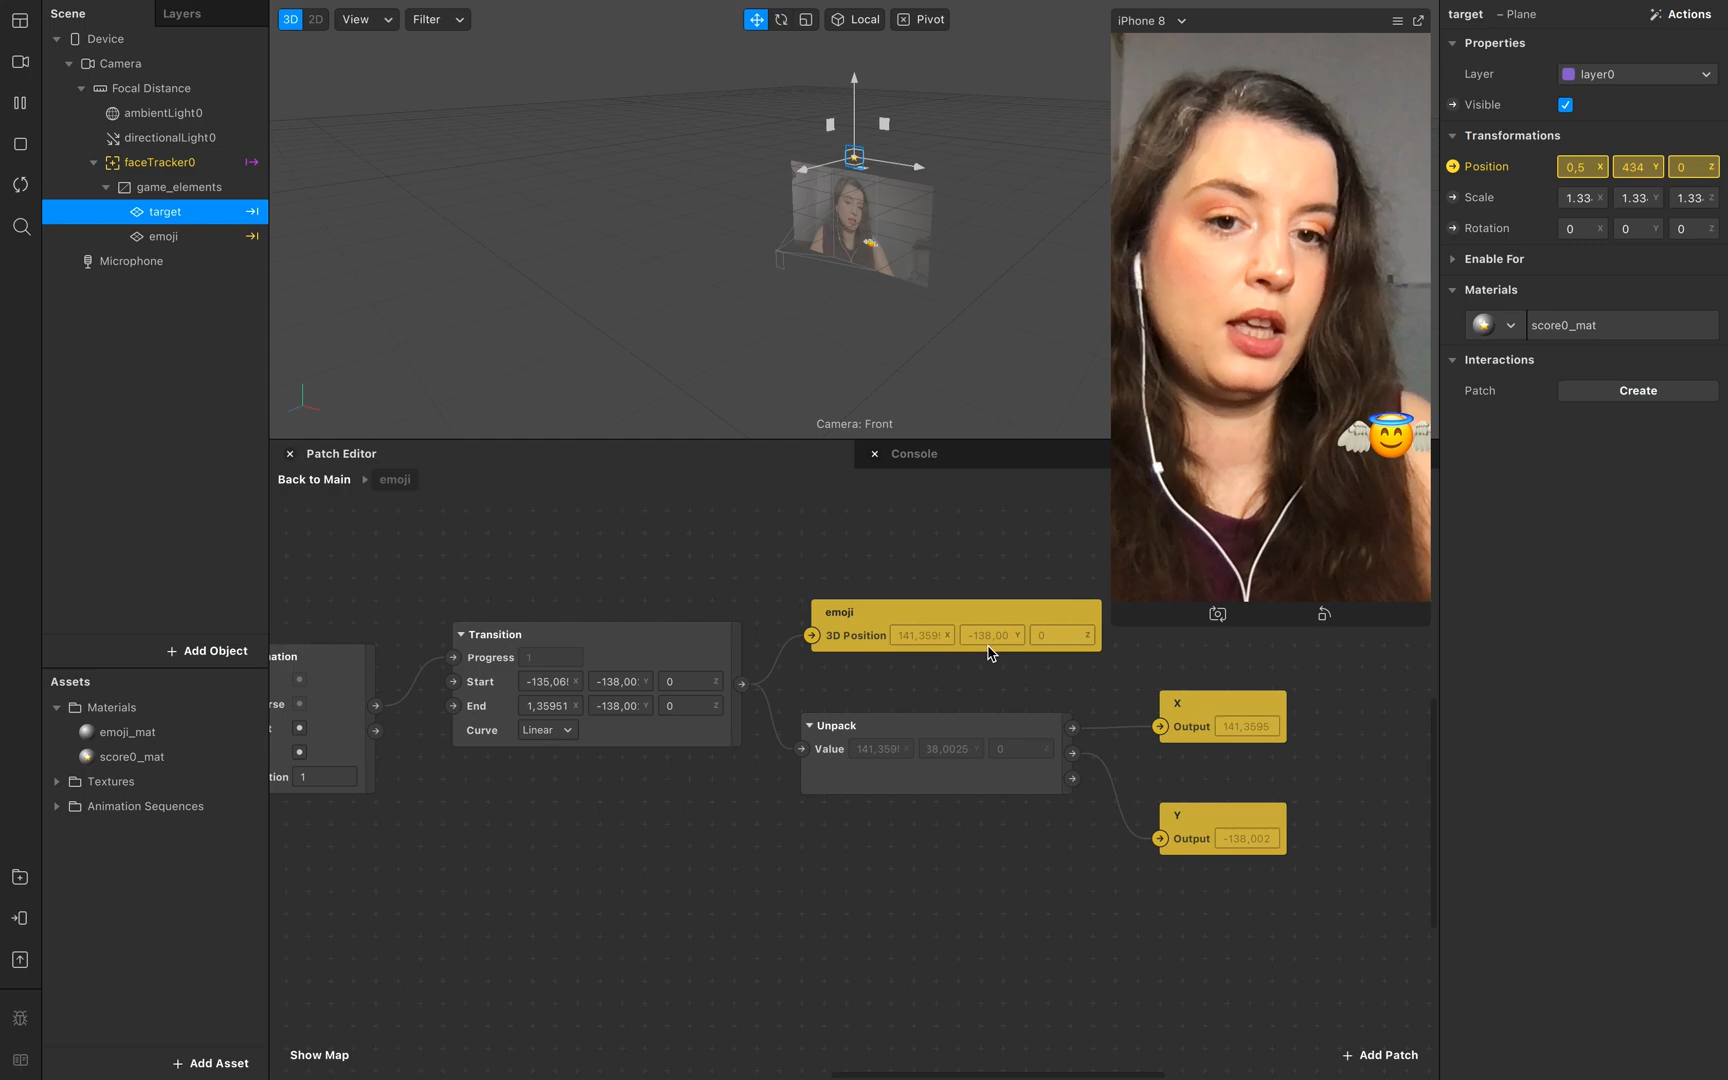 Scene
Layers
Device
Camera
Focal Distance
ambientLight0
directionalLight0
faceTracker0
game_elements
target
emoji
Microphone
+ Add Object
Assets
Materials
emoji_mat
score0_mat
Textures
Animation Sequences
+ Add Asset
3D 2D View Filter Local Pivot
Camera: Front
iPhone 8
Patch Editor
Console
Back to Main
emoji
ation
rse
t
tion 1
Transition
Progress 1
Start -135,06! X -138,00: Y 0 Z
End 1,35951 X -138,00: Y 0 Z
Curve Linear
emoji
3D Position 141,359! X -138,00 Y 0 Z
Unpack
Value 141,359! X 38,0025 Y 0 Z
X
Output 141,3595
Y
Output -138,002
Show Map
+ Add Patch
target – Plane Actions
Properties
Layer layer0
Visible
Transformations
Position 0,5 X 434 Y 0 Z
Scale 1.33. X 1.33. Y 1.33. Z
Rotation 0 X 0 Y 0 Z
Enable For
Materials
score0_mat
Interactions
Patch Create